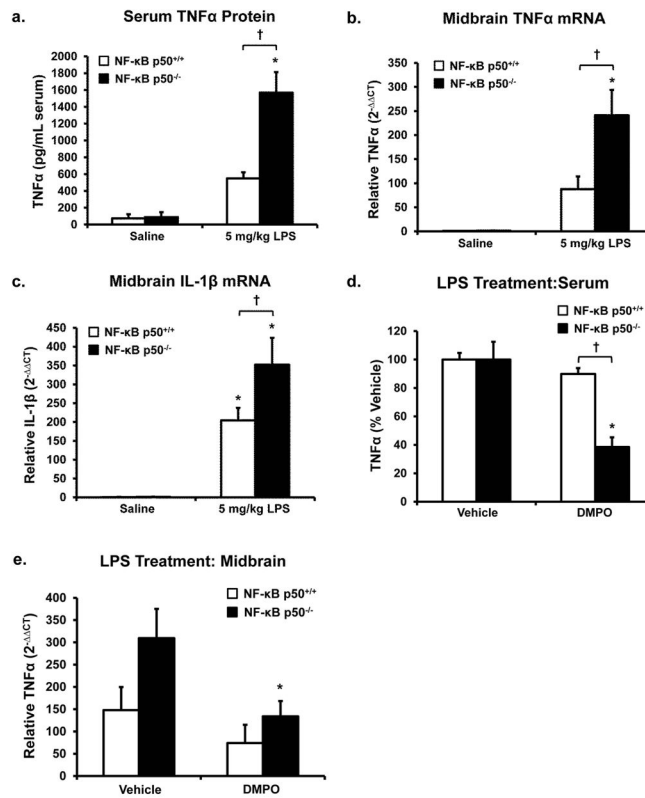 a.
Serum TNFα Protein
NF-κB p50+/+
NF-κB p50-/-
†
*
TNFα (pg/mL serum)
2000
1800
1600
1400
1200
1000
800
600
400
200
0
Saline
5 mg/kg LPS
b.
Midbrain TNFα mRNA
NF-κB p50+/+
NF-κB p50-/-
†
*
Relative TNFα (2-ΔΔCT)
350
300
250
200
150
100
50
0
Saline
5 mg/kg LPS
c.
Midbrain IL-1β mRNA
NF-κB p50+/+
NF-κB p50-/-
†
*
*
Relative IL-1β (2-ΔΔCT)
450
400
350
300
250
200
150
100
50
0
Saline
5 mg/kg LPS
d.
LPS Treatment:Serum
NF-κB p50+/+
NF-κB p50-/-
†
*
TNFα (% Vehicle)
120
100
80
60
40
20
0
Vehicle
DMPO
e.
LPS Treatment: Midbrain
NF-κB p50+/+
NF-κB p50-/-
*
Relative TNFα (2-ΔΔCT)
400
350
300
250
200
150
100
50
0
Vehicle
DMPO